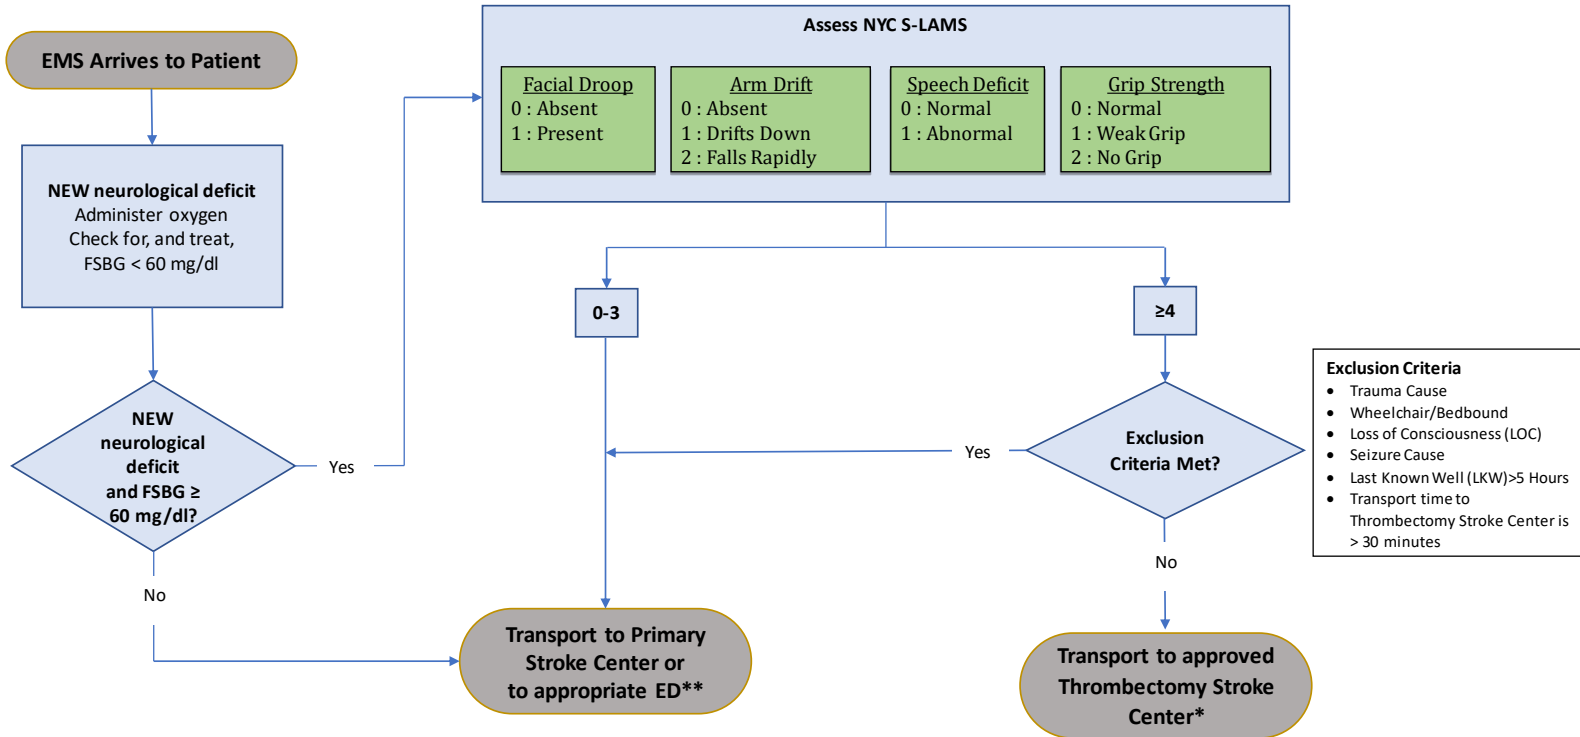 EMS Arrives to Patient
NEW neurological deficit
Administer oxygen
Check for, and treat,
FSBG < 60 mg/dl
NEW
neurological
deficit
and FSBG ≥
60 mg/dl?
Yes
No
Assess NYC S-LAMS
Facial Droop
0 : Absent
1 : Present
Arm Drift
0 : Absent
1 : Drifts Down
2 : Falls Rapidly
Speech Deficit
0 : Normal
1 : Abnormal
Grip Strength
0 : Normal
1 : Weak Grip
2 : No Grip
0-3
≥4
Exclusion
Criteria Met?
Yes
No
Exclusion Criteria
• Trauma Cause
• Wheelchair/Bedbound
• Loss of Consciousness (LOC)
• Seizure Cause
• Last Known Well (LKW)>5 Hours
• Transport time to
Thrombectomy Stroke Center is
> 30 minutes
Transport to Primary
Stroke Center or
to appropriate ED**
Transport to approved
Thrombectomy Stroke
Center*